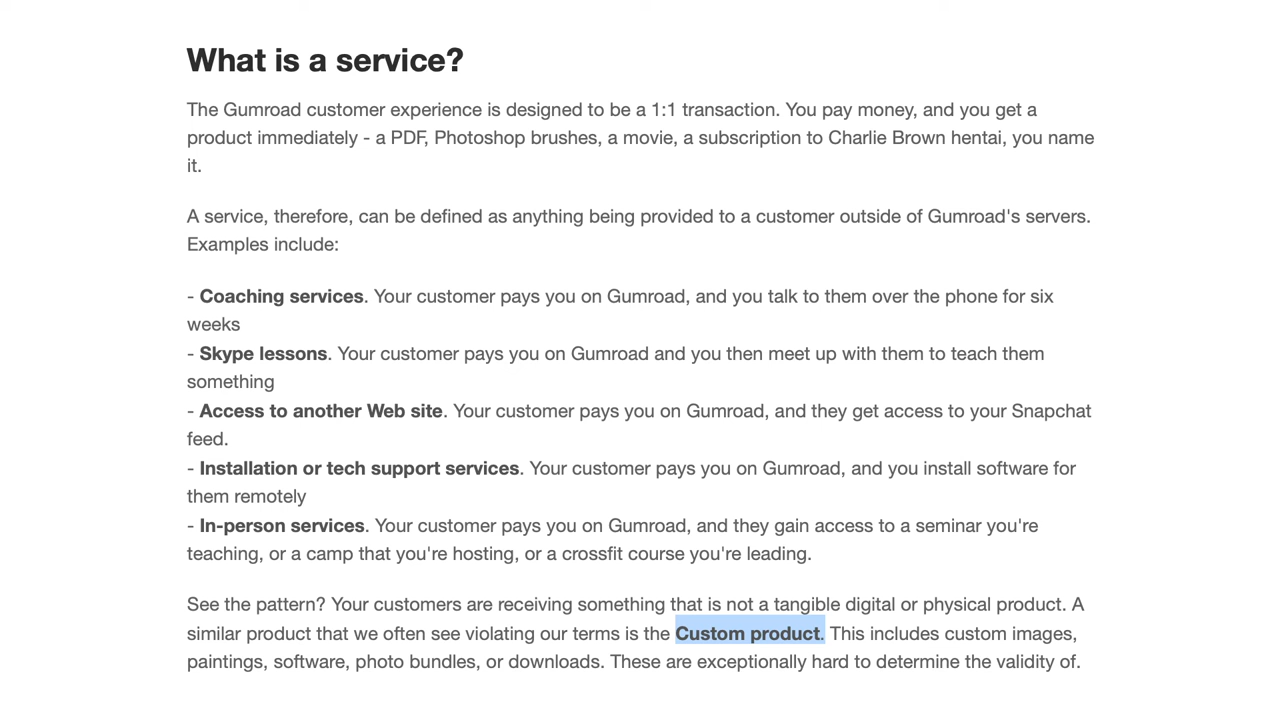 What is a service?
The Gumroad customer experience is designed to be a 1:1 transaction. You pay money, and you get a
product immediately - a PDF, Photoshop brushes, a movie, a subscription to Charlie Brown hentai, you name
it.
A service, therefore, can be defined as anything being provided to a customer outside of Gumroad's servers.
Examples include:
- Coaching services. Your customer pays you on Gumroad, and you talk to them over the phone for six
weeks
- Skype lessons. Your customer pays you on Gumroad and you then meet up with them to teach them
something
- Access to another Web site. Your customer pays you on Gumroad, and they get access to your Snapchat
feed.
- Installation or tech support services. Your customer pays you on Gumroad, and you install software for
them remotely
- In-person services. Your customer pays you on Gumroad, and they gain access to a seminar you're
teaching, or a camp that you're hosting, or a crossfit course you're leading.
See the pattern? Your customers are receiving something that is not a tangible digital or physical product. A
similar product that we often see violating our terms is the Custom product. This includes custom images,
paintings, software, photo bundles, or downloads. These are exceptionally hard to determine the validity of.